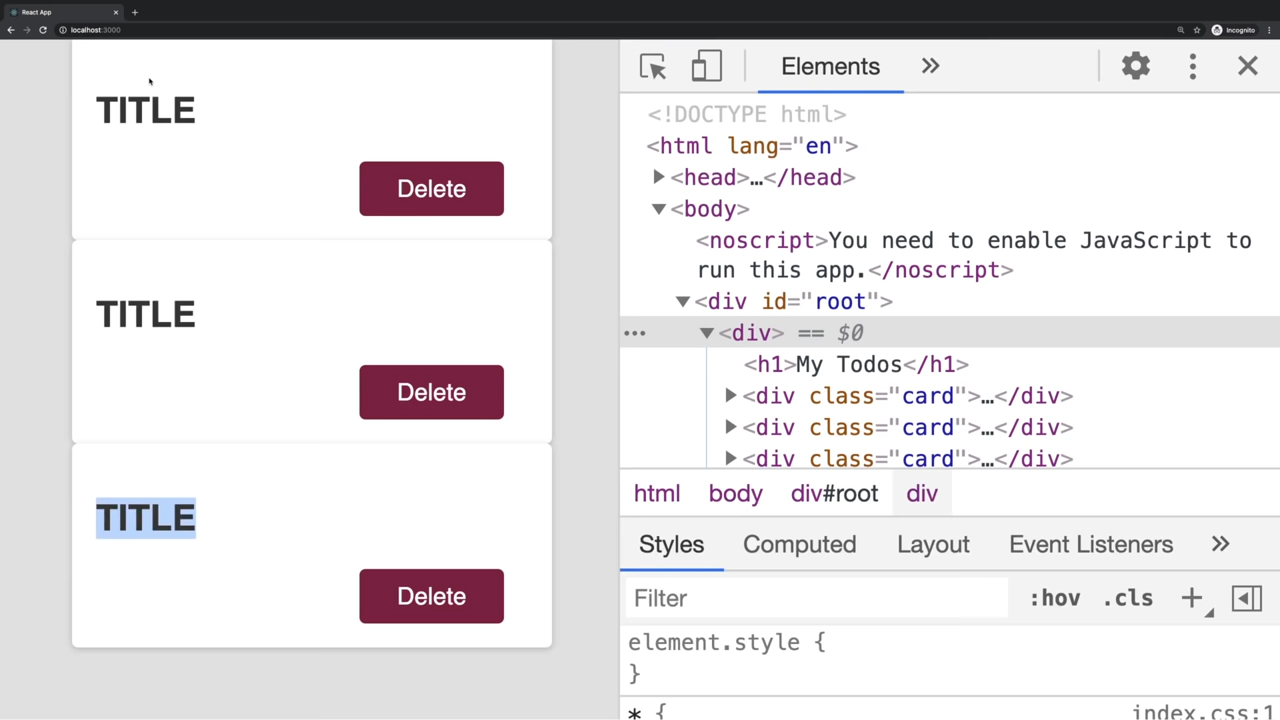 React App
localhost:3000
Incognito
TITLE
Delete
TITLE
Delete
TITLE
Delete
Elements
<!DOCTYPE html>
<html lang="en">
<head>…</head>
<body>
<noscript>You need to enable JavaScript to
run this app.</noscript>
<div id="root">
<div> == $0
<h1>My Todos</h1>
<div class="card">…</div>
<div class="card">…</div>
<div class="card">…</div>
html body div#root div
Styles Computed Layout Event Listeners
Filter :hov .cls
element.style {
}
* { index.css:1